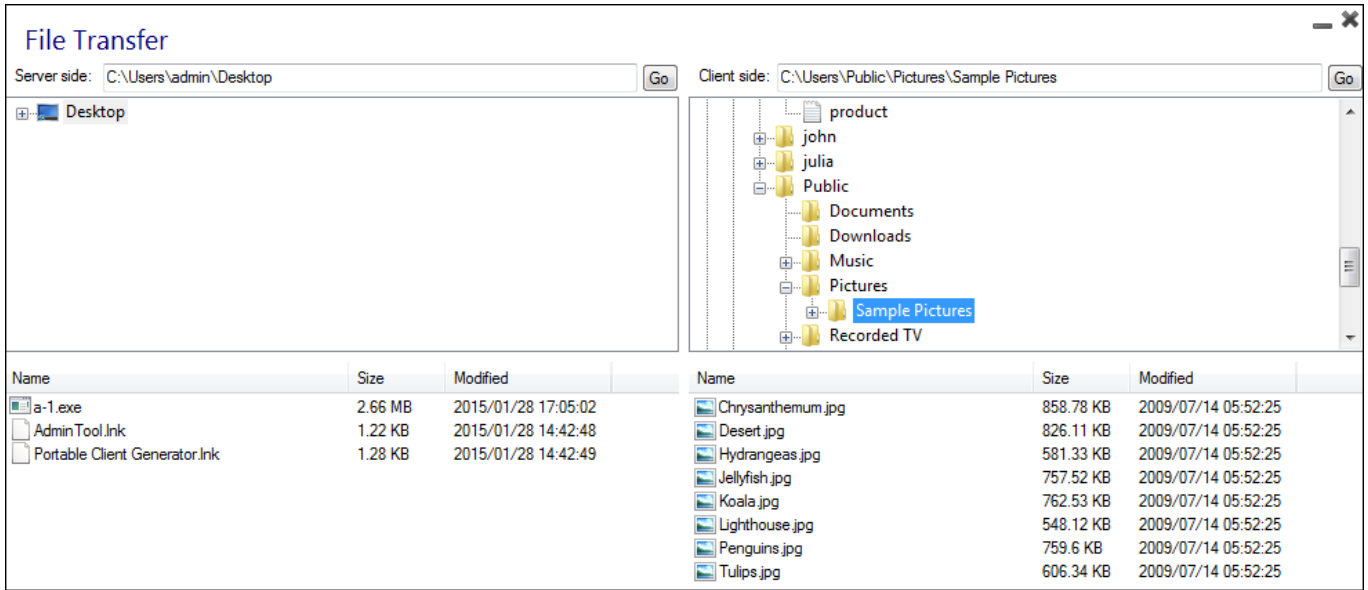 File Transfer
Server side: C:\Users\admin\Desktop Go
Client side: C:\Users\Public\Pictures\Sample Pictures Go
Desktop
product
john
julia
Public
Documents
Downloads
Music
Pictures
Sample Pictures
Recorded TV
Name Size Modified
a-1.exe 2.66 MB 2015/01/28 17:05:02
AdminTool.lnk 1.22 KB 2015/01/28 14:42:48
Portable Client Generator.lnk 1.28 KB 2015/01/28 14:42:49
Name Size Modified
Chrysanthemum.jpg 858.78 KB 2009/07/14 05:52:25
Desert.jpg 826.11 KB 2009/07/14 05:52:25
Hydrangeas.jpg 581.33 KB 2009/07/14 05:52:25
Jellyfish.jpg 757.52 KB 2009/07/14 05:52:25
Koala.jpg 762.53 KB 2009/07/14 05:52:25
Lighthouse.jpg 548.12 KB 2009/07/14 05:52:25
Penguins.jpg 759.6 KB 2009/07/14 05:52:25
Tulips.jpg 606.34 KB 2009/07/14 05:52:25